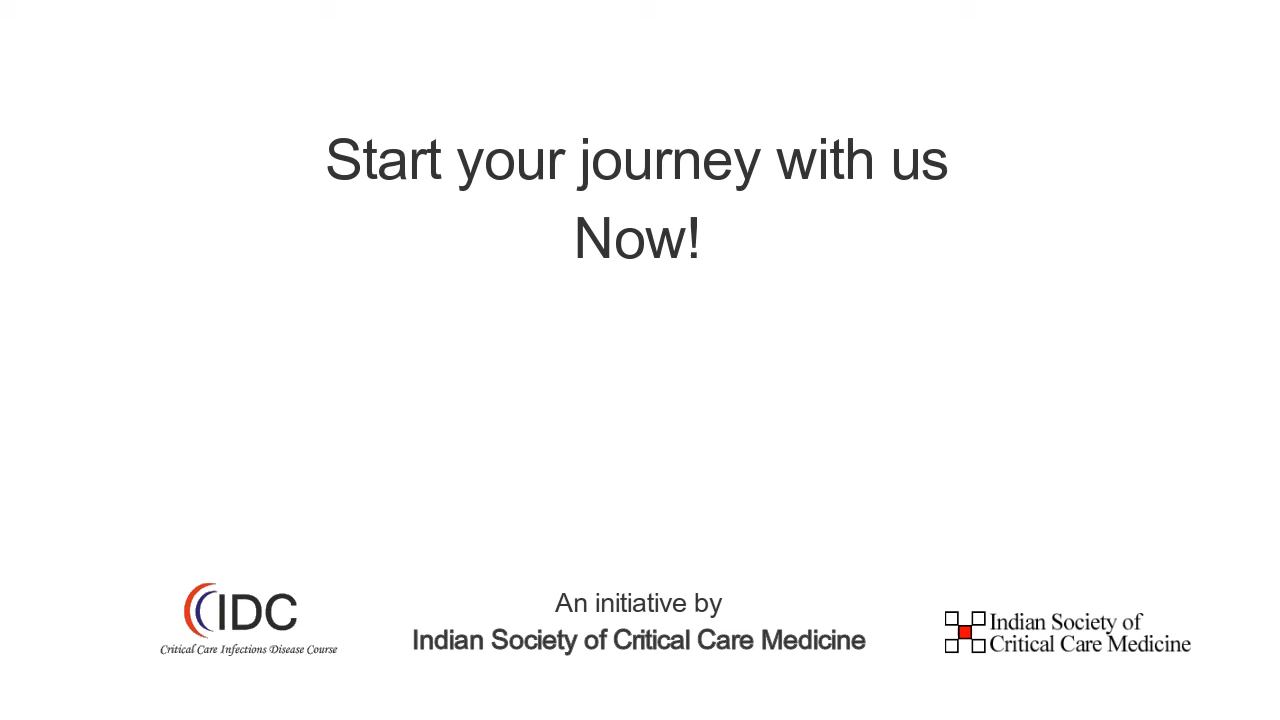 Start your journey with us
Now!
CIDC
Critical Care Infections Disease Course
An initiative by
Indian Society of Critical Care Medicine
Indian Society of
Critical Care Medicine